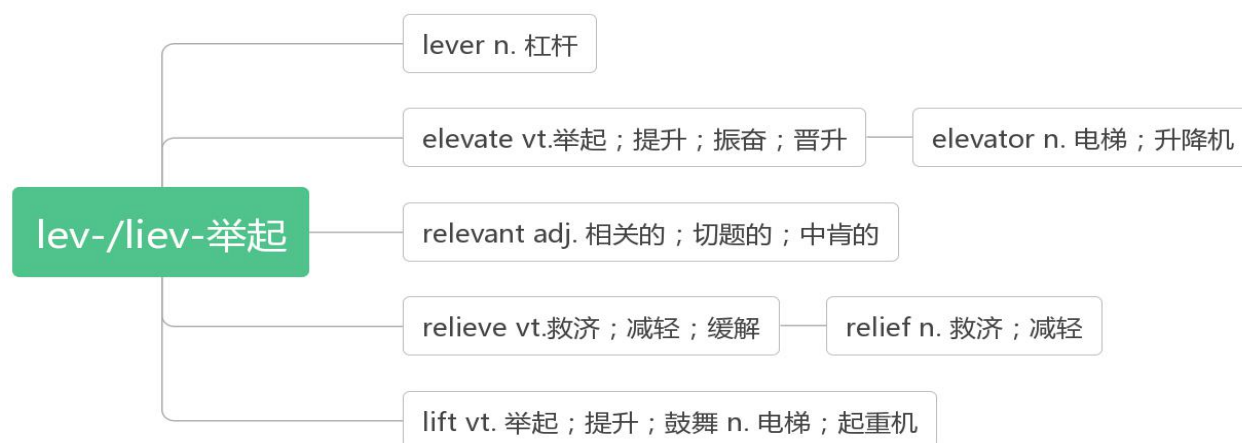 lever n. 杠杆
elevate vt.举起；提升；振奋；晋升
elevator n. 电梯；升降机
lev-/liev-举起
relevant adj. 相关的；切题的；中肯的
relieve vt.救济；减轻；缓解
relief n. 救济；减轻
lift vt. 举起；提升；鼓舞 n. 电梯；起重机